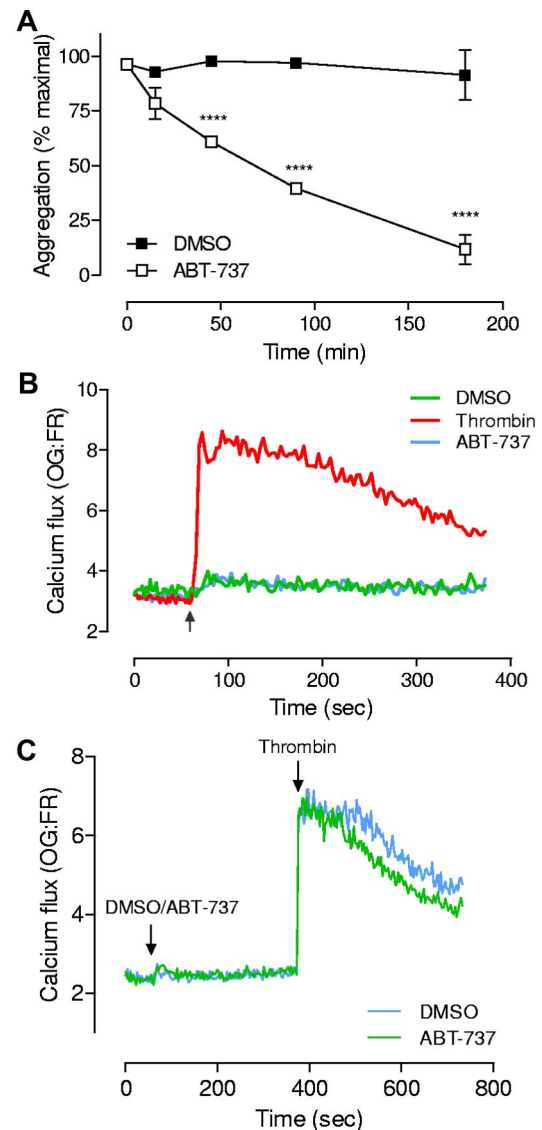 A
Aggregation (% maximal)
100
75
50
25
0
****
****
****
DMSO
ABT-737
0 50 100 150 200
Time (min)
B
Calcium flux (OG:FR)
10
8
6
4
2
DMSO
Thrombin
ABT-737
0 100 200 300 400
Time (sec)
C
Calcium flux (OG:FR)
8
6
4
2
Thrombin
DMSO/ABT-737
DMSO
ABT-737
0 200 400 600 800
Time (sec)